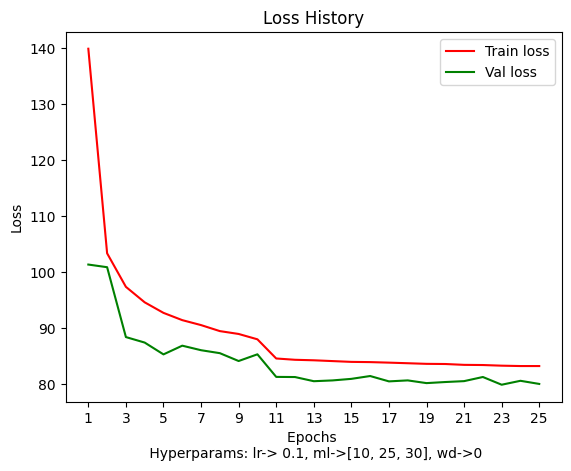 Loss History
Train loss
Val loss
Loss
140
130
120
110
100
90
80
1 3 5 7 9 11 13 15 17 19 21 23 25
Epochs
Hyperparams: lr-> 0.1, ml->[10, 25, 30], wd->0